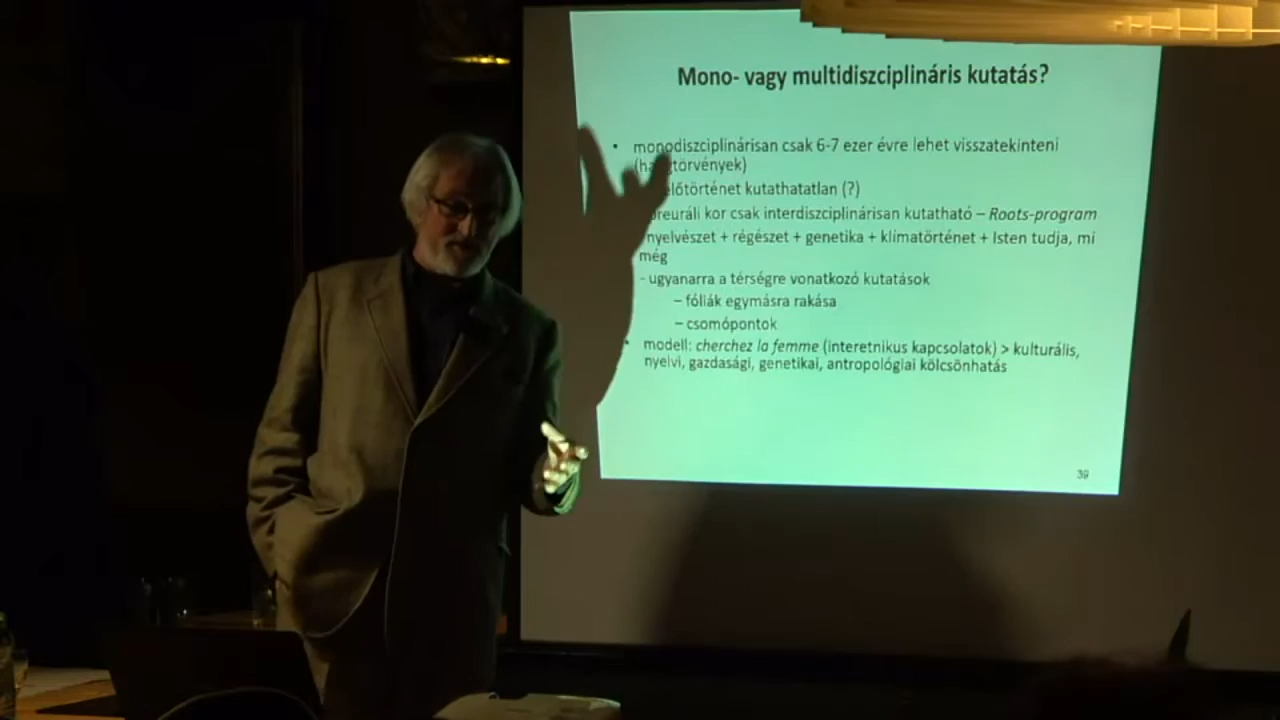 Mono- vagy multidiszciplináris kutatás?
• monodiszciplinárisan csak 6-7 ezer évre lehet visszatekinteni
(hangtörvények)
előtörténet kutathatatlan (?)
preuráli kor csak interdiszciplinárisan kutatható – Roots-program
nyelvészet + régészet + genetika + klímatörténet + Isten tudja, mi
még
- ugyanarra a térségre vonatkozó kutatások
– fóliák egymásra rakása
– csomópontok
• modell: cherchez la femme (interetnikus kapcsolatok) > kulturális,
nyelvi, gazdasági, genetikai, antropológiai kölcsönhatás
39